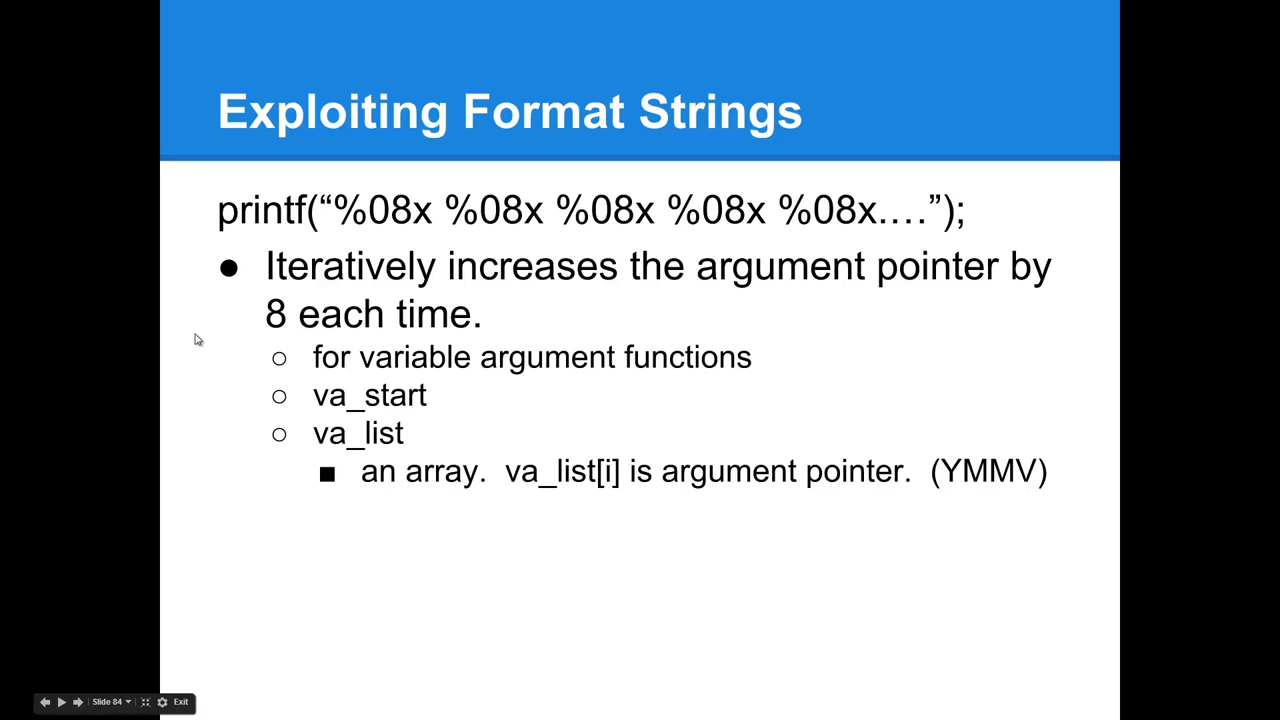 Exploiting Format Strings
printf(“%08x %08x %08x %08x %08x.…”);
● Iteratively increases the argument pointer by
8 each time.
○ for variable argument functions
○ va_start
○ va_list
■ an array.  va_list[i] is argument pointer.  (YMMV)
Slide 84 Exit